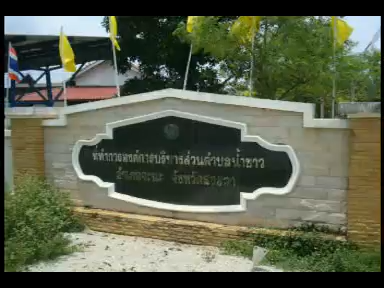 ที่ทำการองค์การบริหารส่วนตำบลน้ำขาว
อำเภอจะนะ จังหวัดสงขลา